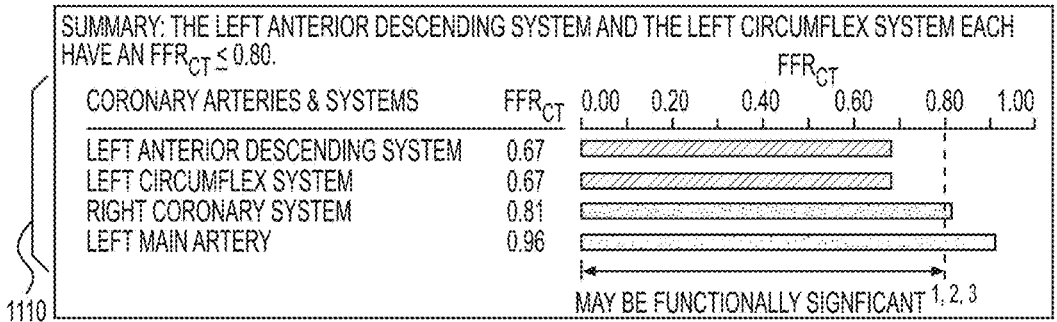 SUMMARY: THE LEFT ANTERIOR DESCENDING SYSTEM AND THE LEFT CIRCUMFLEX SYSTEM EACH
HAVE AN FFRCT ≤ 0.80.
FFRCT
CORONARY ARTERIES & SYSTEMS FFRCT 0.00 0.20 0.40 0.60 0.80 1.00
LEFT ANTERIOR DESCENDING SYSTEM 0.67
LEFT CIRCUMFLEX SYSTEM 0.67
RIGHT CORONARY SYSTEM 0.81
LEFT MAIN ARTERY 0.96
MAY BE FUNCTIONALLY SIGNFICANT 1, 2, 3
1110